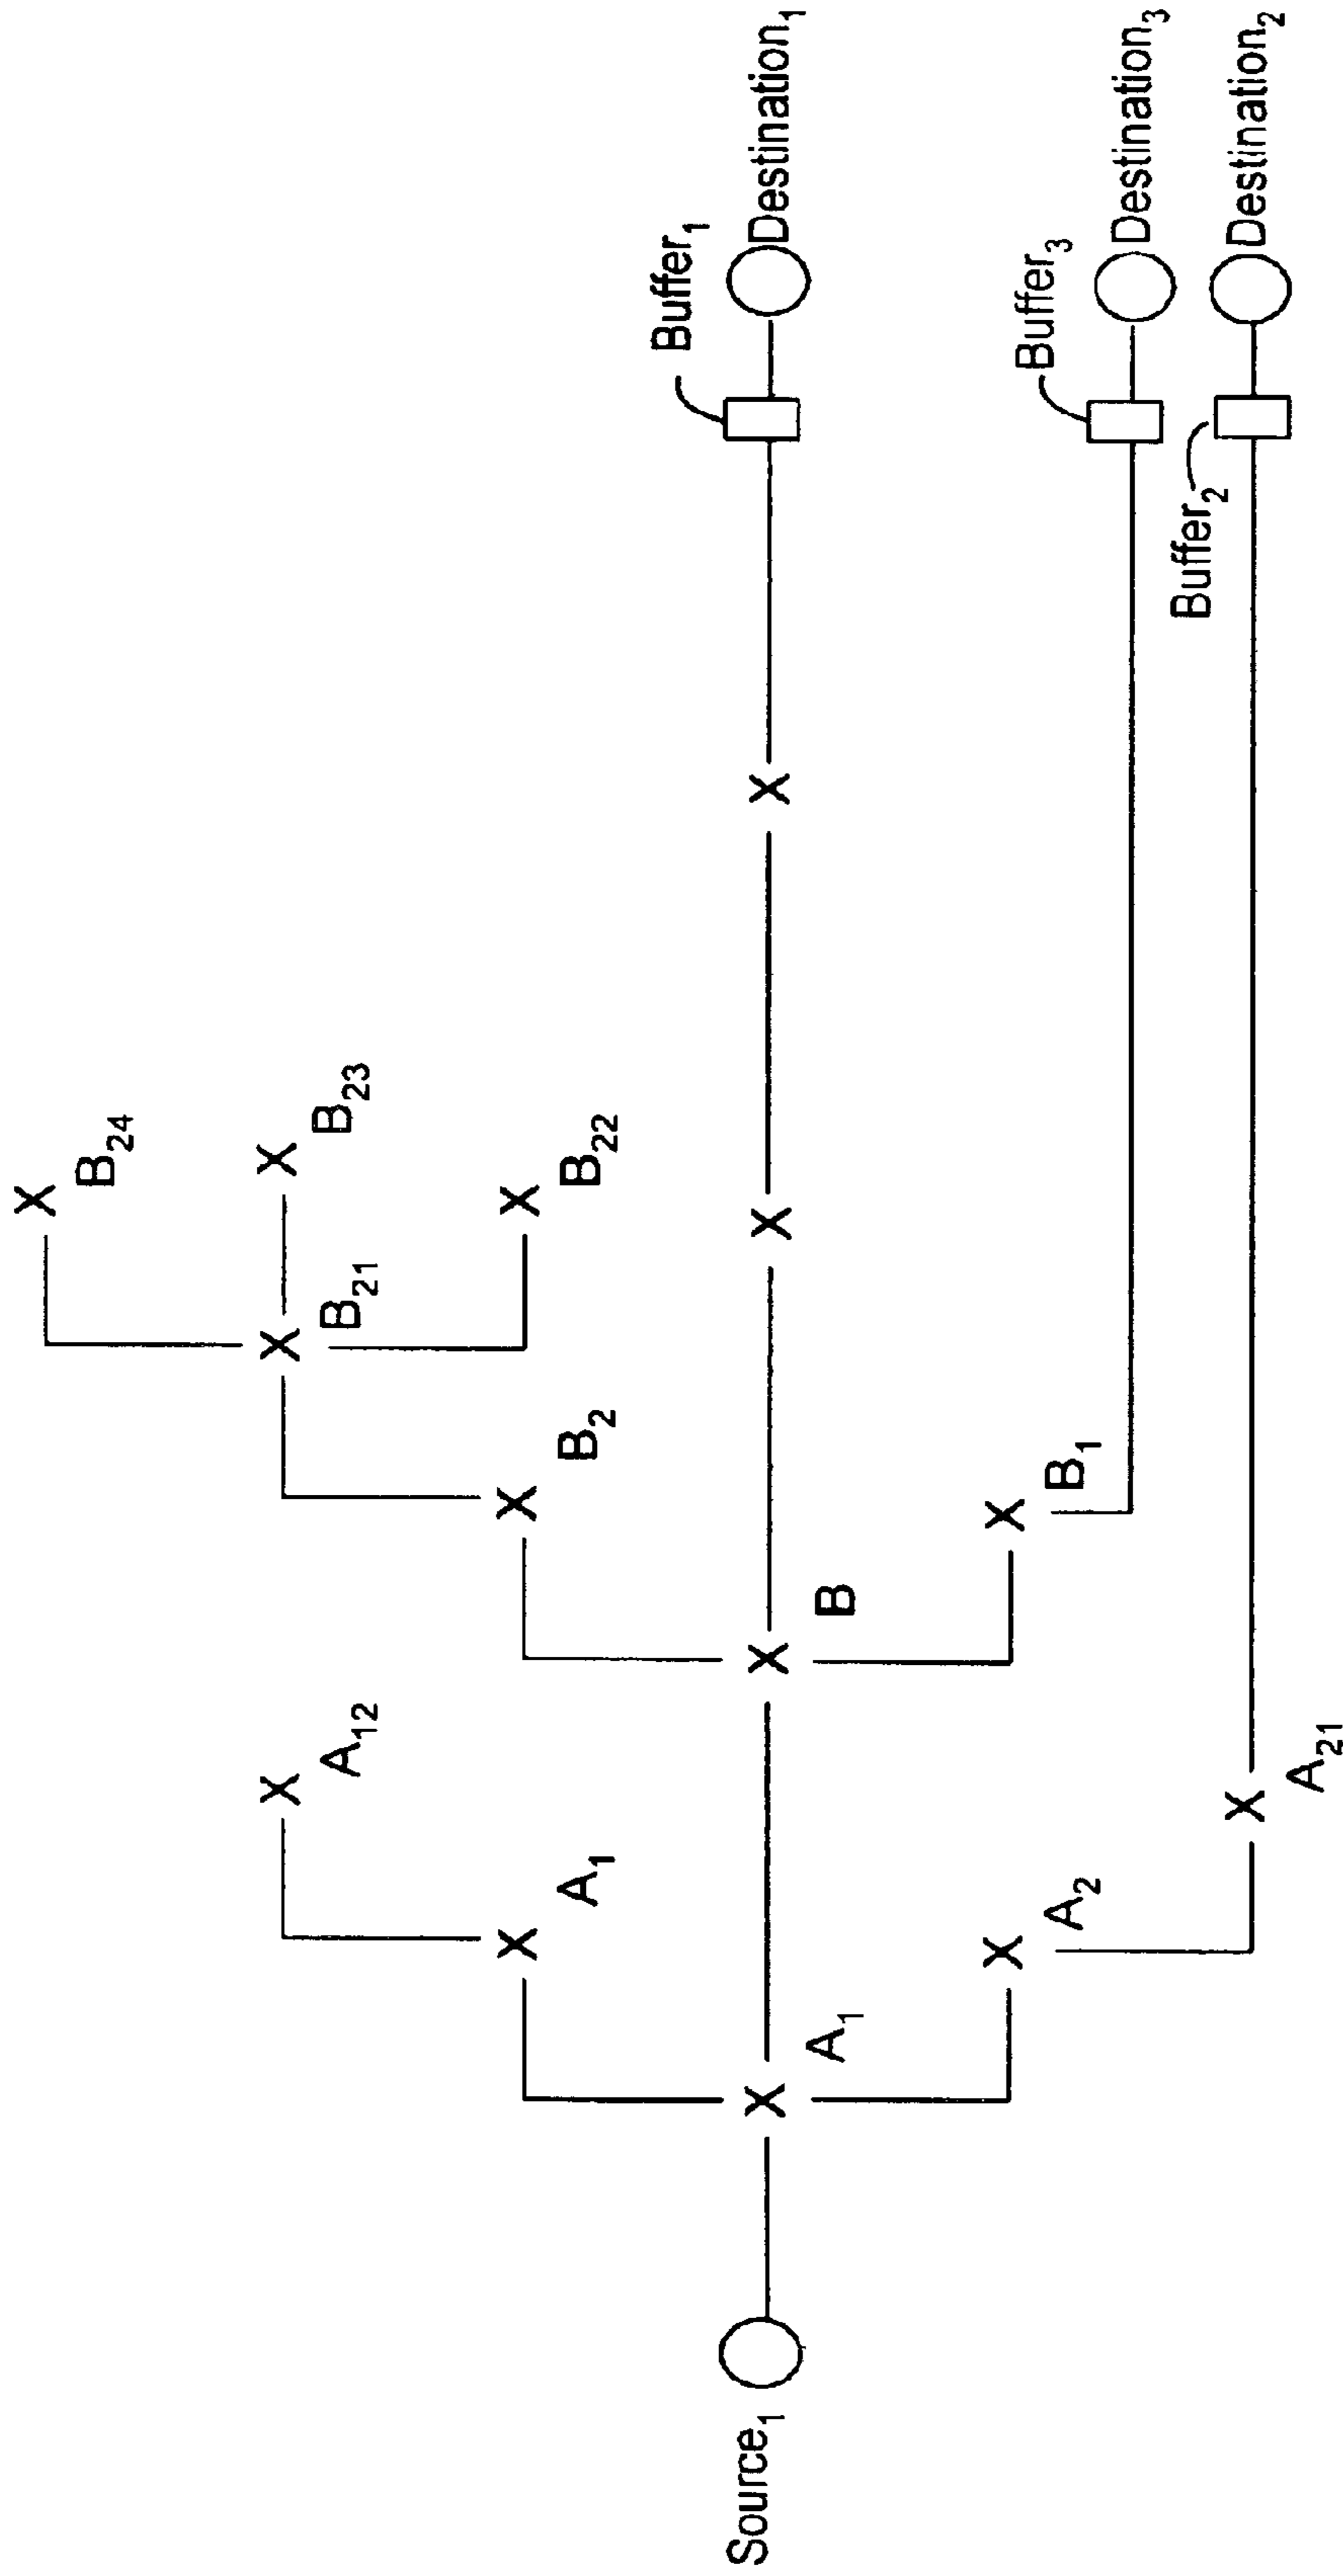 B₂₄
B₂₃
A₁₂
B₂₁
B₂₂
A₁
B₂
Buffer₁
Source₁
A₁
B
Destination₁
A₂
B₁
Buffer₃
Destination₃
Buffer₂
A₂₁
Destination₂